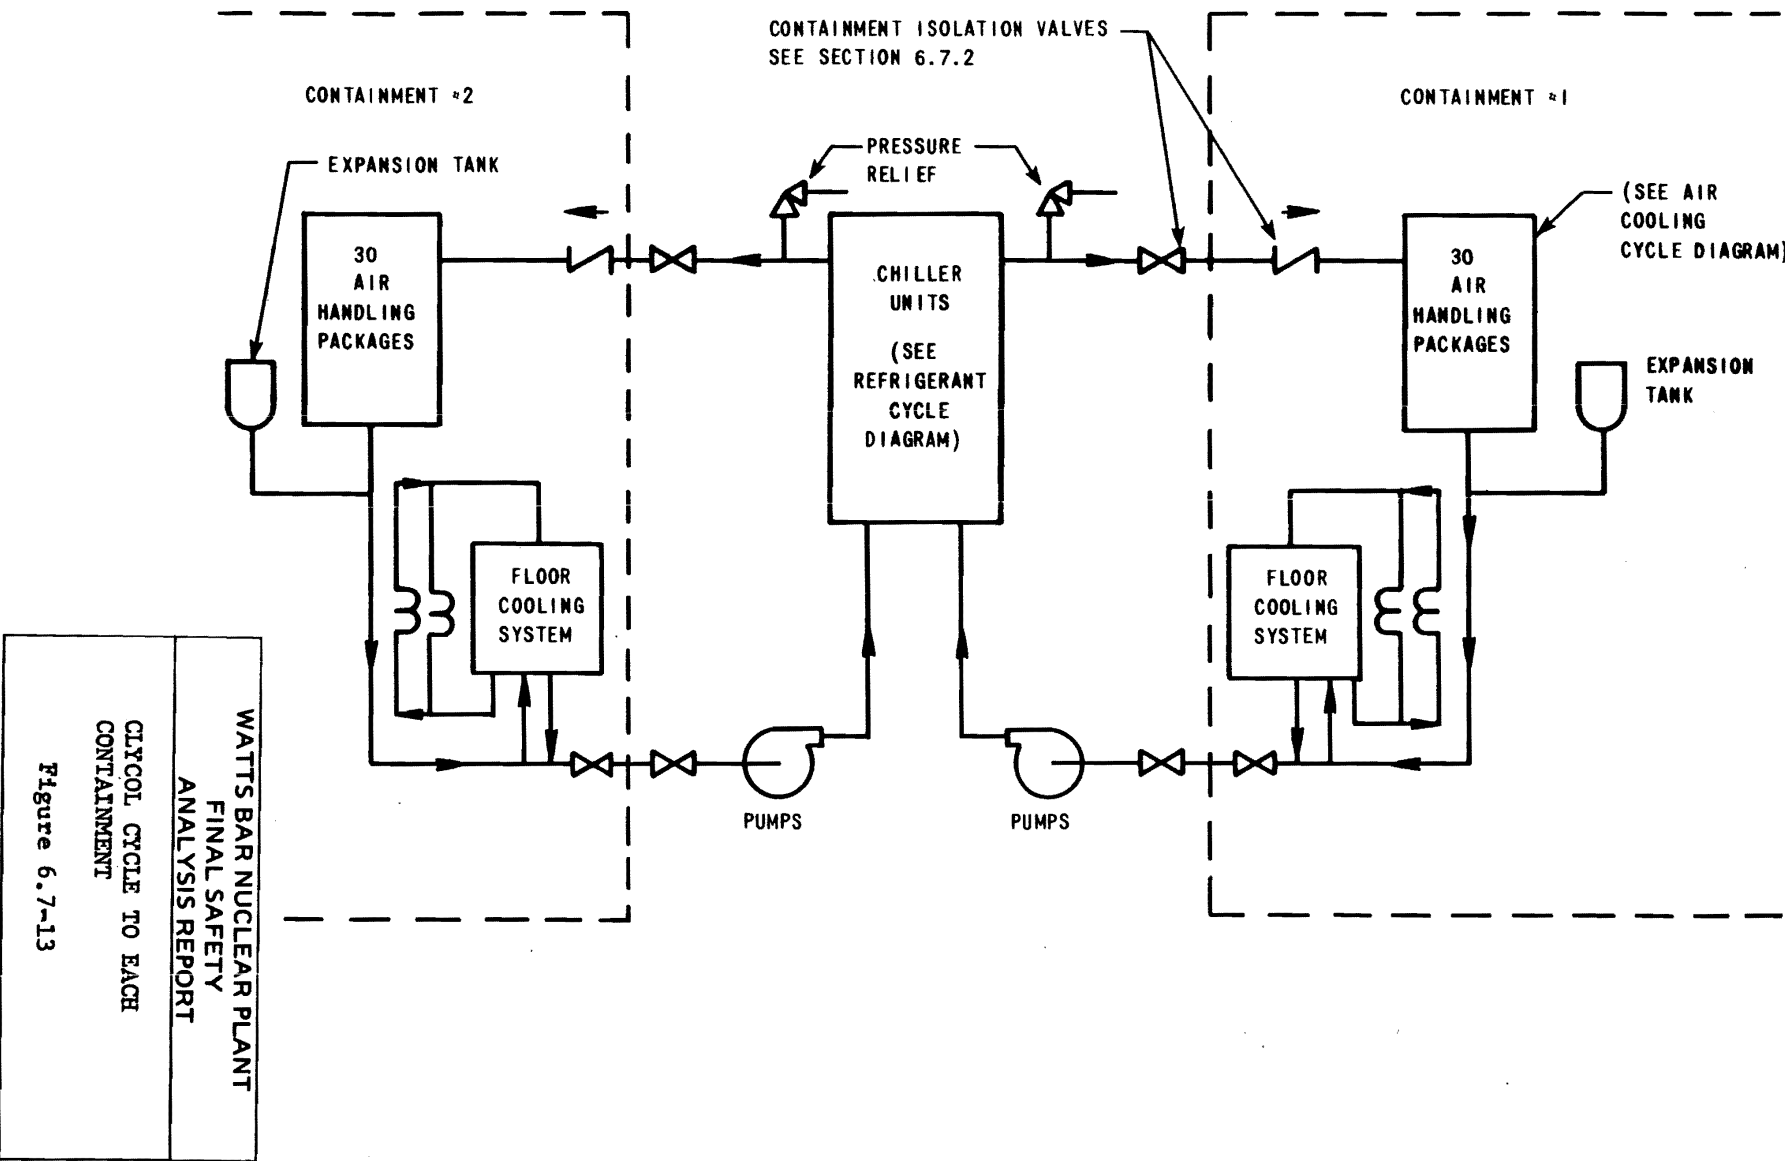 CONTAINMENT ISOLATION VALVES
SEE SECTION 6.7.2
CONTAINMENT #2
CONTAINMENT #1
EXPANSION TANK
PRESSURE
RELIEF
(SEE AIR
COOLING
CYCLE DIAGRAM)
30
AIR
HANDLING
PACKAGES
CHILLER
UNITS
(SEE
REFRIGERANT
CYCLE
DIAGRAM)
30
AIR
HANDLING
PACKAGES
EXPANSION
TANK
FLOOR
COOLING
SYSTEM
FLOOR
COOLING
SYSTEM
PUMPS
PUMPS
WATTS BAR NUCLEAR PLANT
FINAL SAFETY
ANALYSIS REPORT
CLYCOL CYCLE TO EACH
CONTAINMENT
Figure 6.7-13